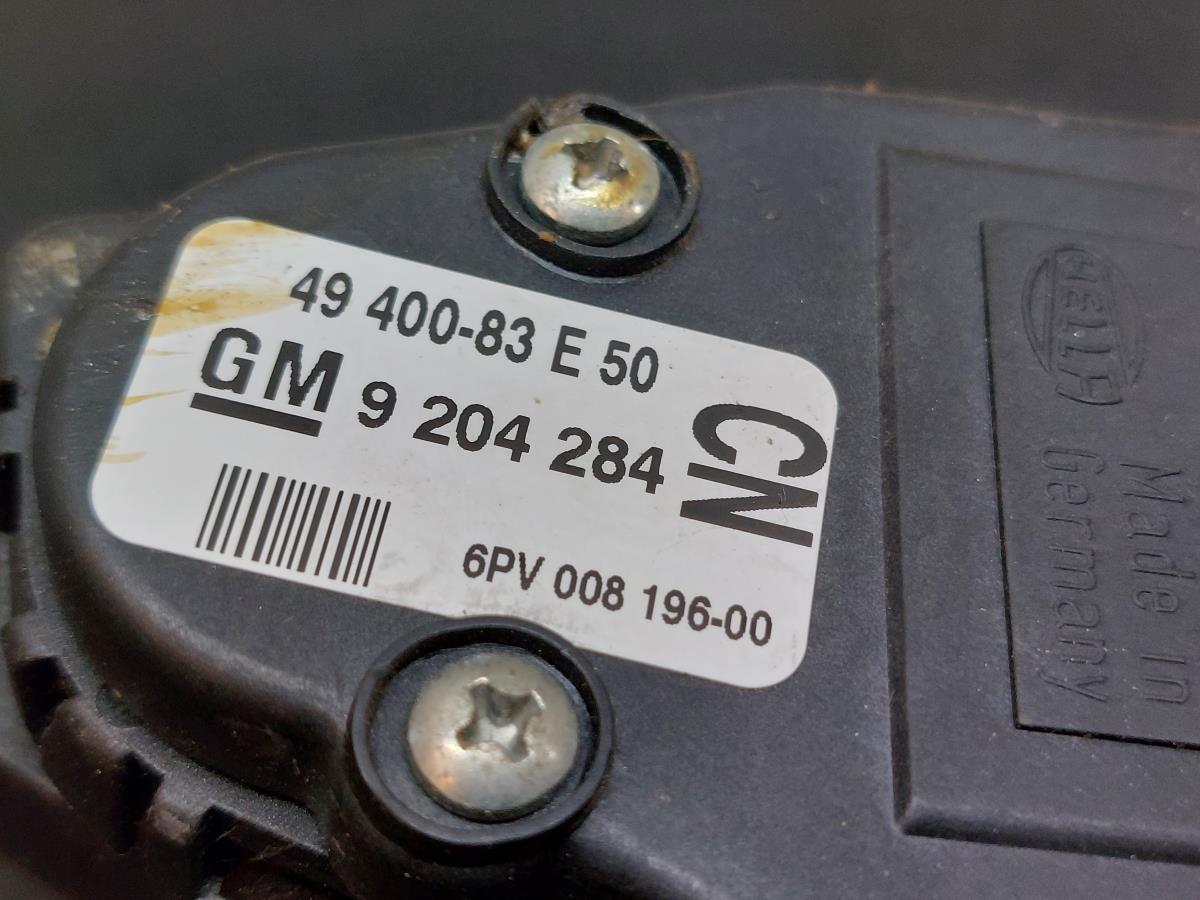 49 400-83 E 50
GM 9 204 284
CN
6PV 008 196-00
HELLA
Made in
Germany